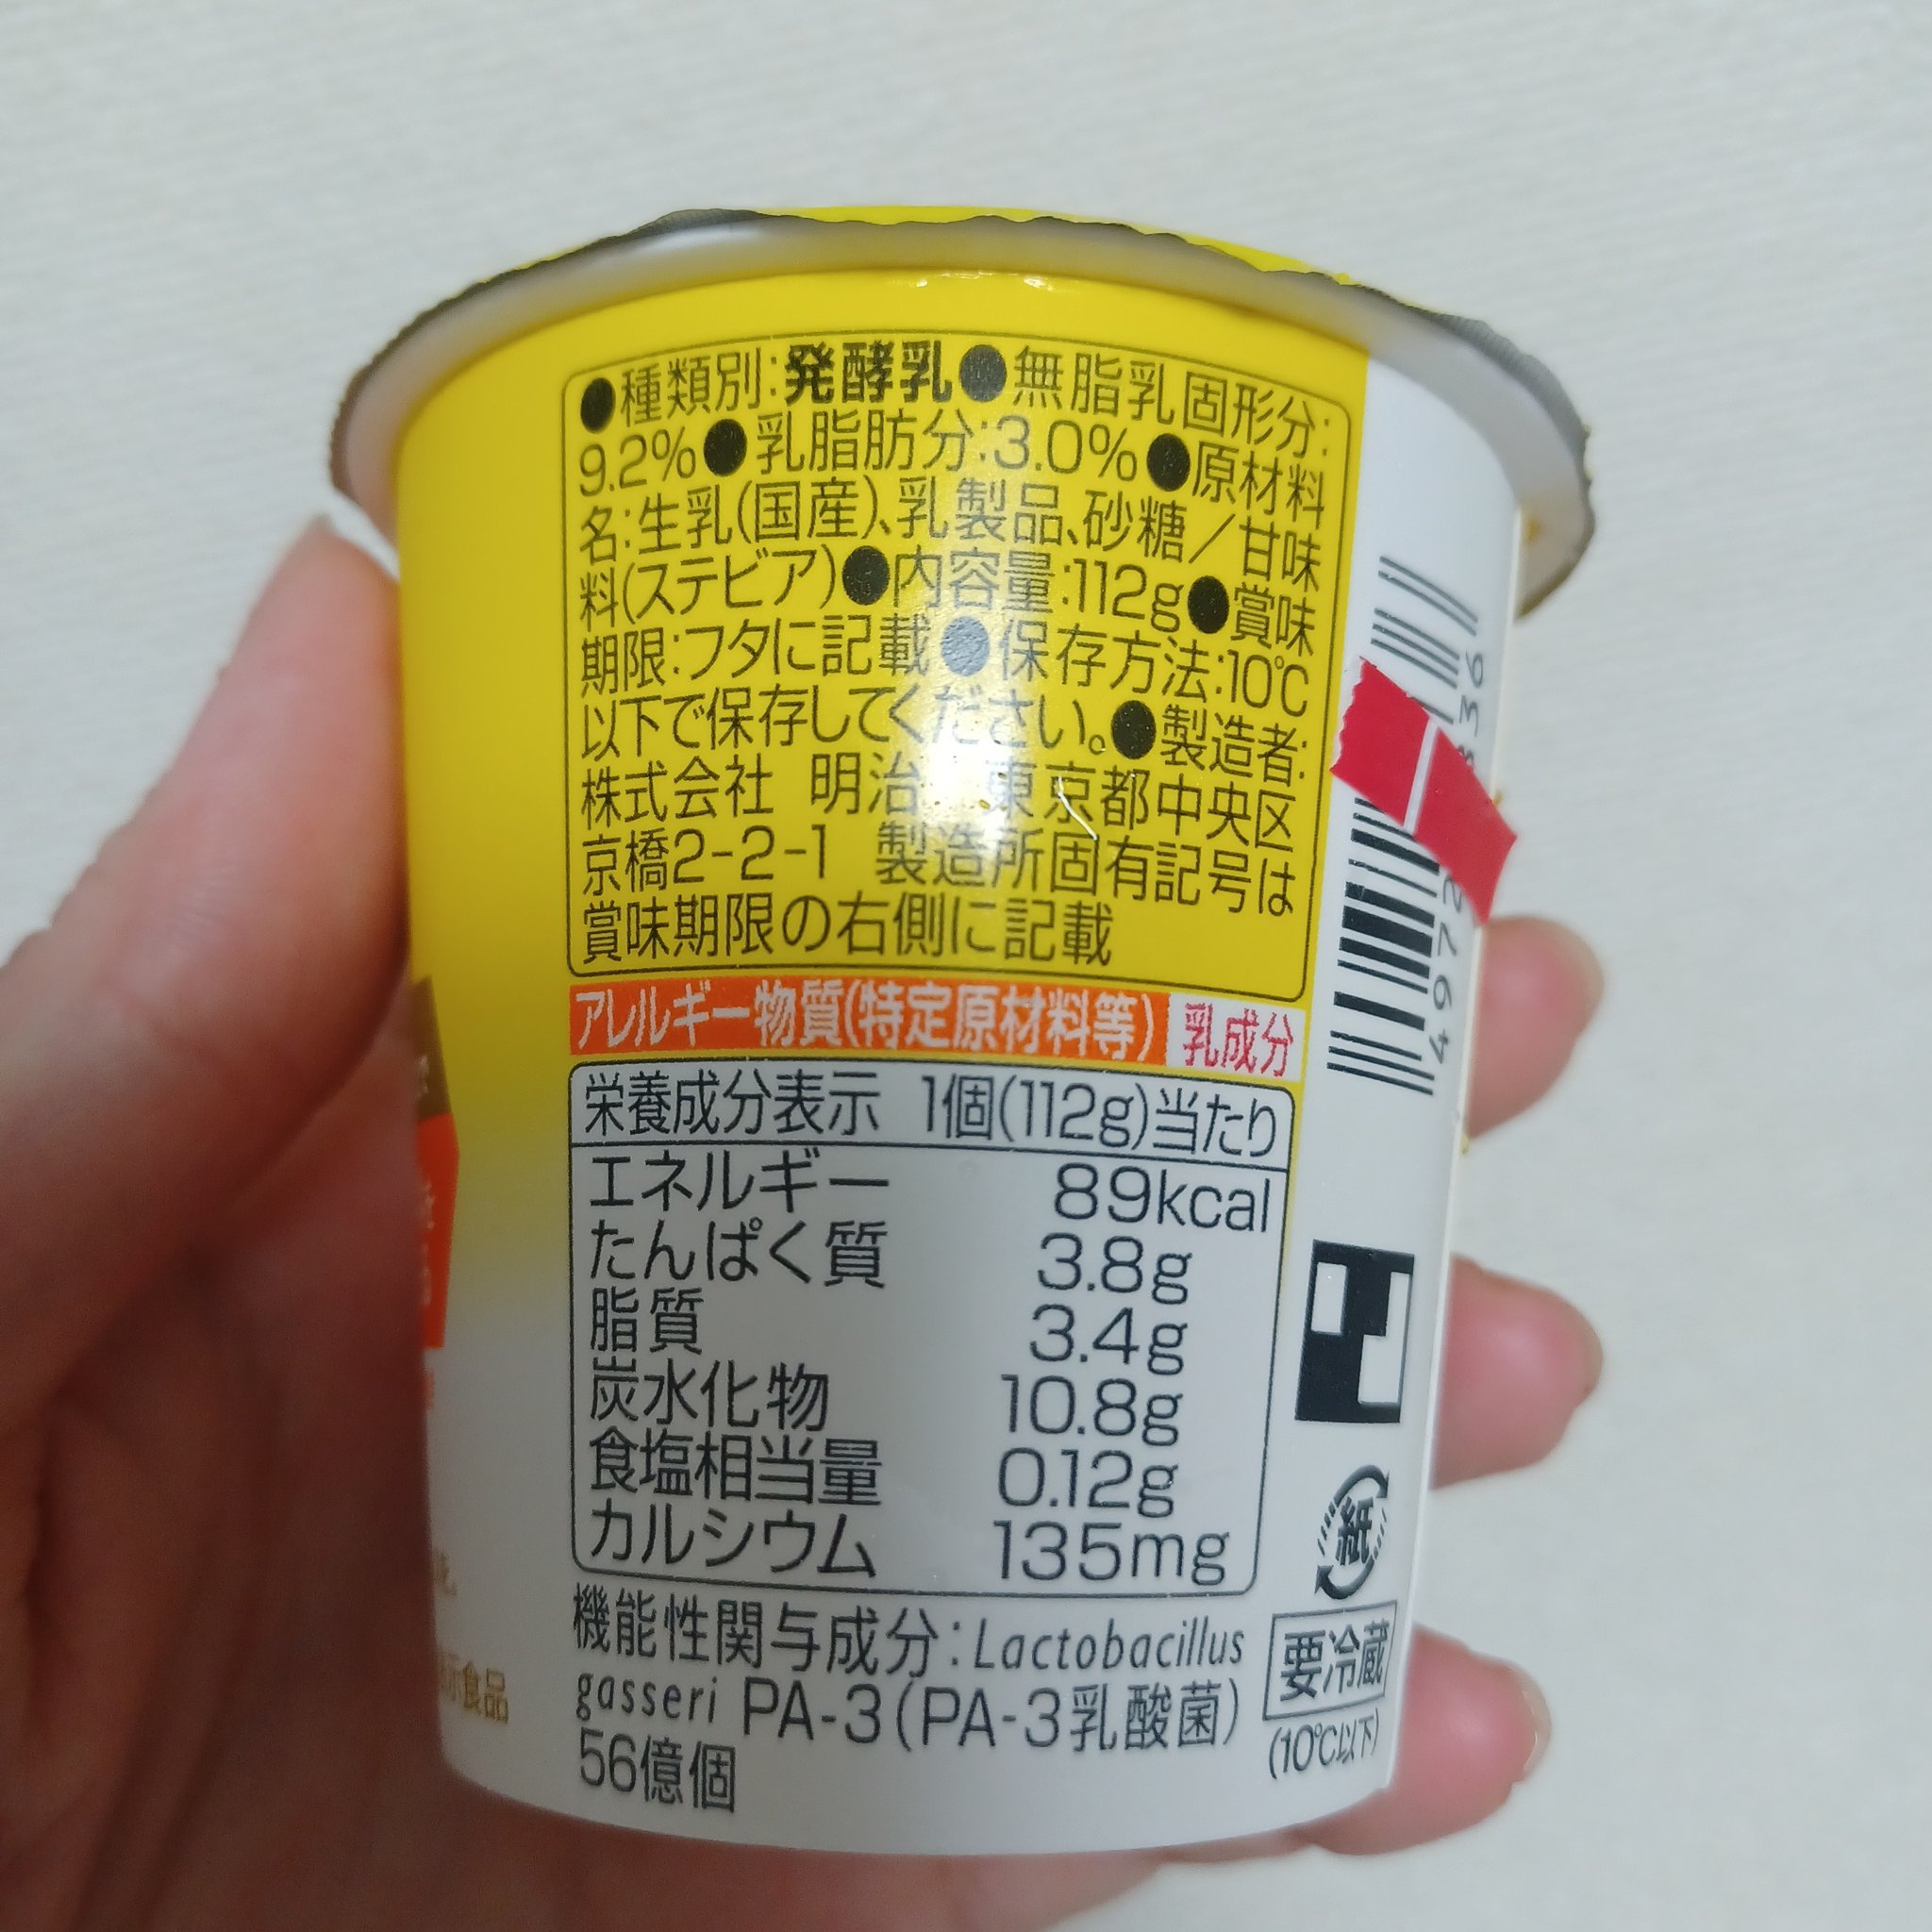 ●種類別:発酵乳●無脂乳固形分:
9.2%●乳脂肪分:3.0%●原材料
名:生乳(国産)、乳製品、砂糖/甘味
料(ステビア)●内容量:112g●賞味
期限:フタに記載●保存方法:10℃
以下で保存してください。●製造者:
株式会社 明治 東京都中央区
京橋2-2-1 製造所固有記号は
賞味期限の右側に記載
アレルギー物質(特定原材料等) 乳成分
栄養成分表示 1個(112g)当たり
エネルギー 89kcal
たんぱく質 3.8g
脂質 3.4g
炭水化物 10.8g
食塩相当量 0.12g
カルシウム 135mg
機能性関与成分:Lactobacillus
gasseri PA-3(PA-3乳酸菌)
56億個
紙
要冷蔵
(10℃以下)
示食品